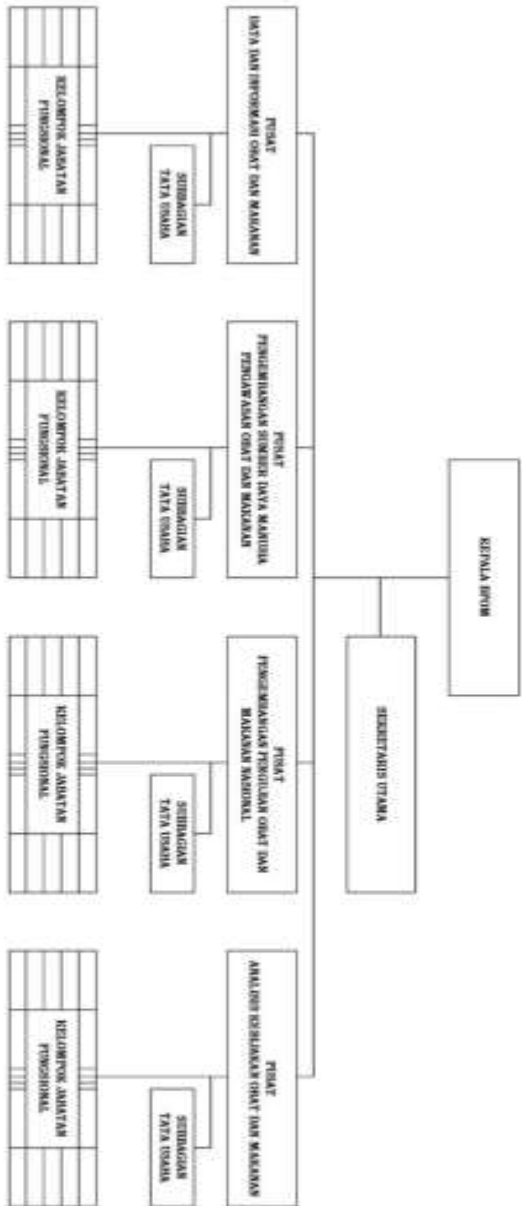 KEPALA BPOM
SEKRETARIS UTAMA
PUSAT
DATA DAN INFORMASI OBAT DAN MAKANAN
PUSAT
PENGEMBANGAN SUMBER DAYA MANUSIA
PENGAWASAN OBAT DAN MAKANAN
PUSAT
PENGEMBANGAN PENGUJIAN OBAT DAN
MAKANAN NASIONAL
PUSAT
ANALISIS KEBIJAKAN OBAT DAN MAKANAN
SUBBAGIAN
TATA USAHA
SUBBAGIAN
TATA USAHA
SUBBAGIAN
TATA USAHA
SUBBAGIAN
TATA USAHA
KELOMPOK JABATAN
FUNGSIONAL
KELOMPOK JABATAN
FUNGSIONAL
KELOMPOK JABATAN
FUNGSIONAL
KELOMPOK JABATAN
FUNGSIONAL